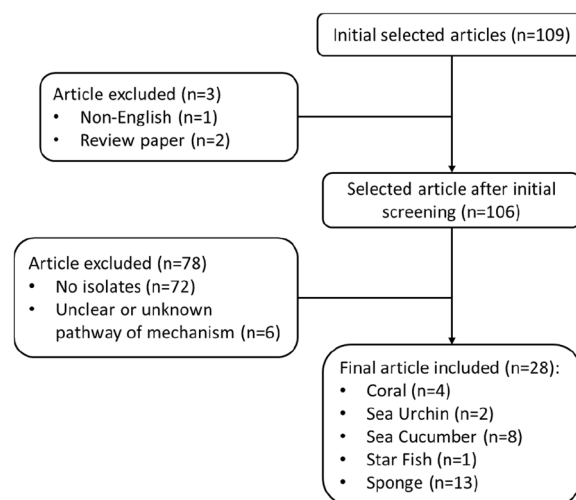 Initial selected articles (n=109)
Article excluded (n=3)
• Non-English (n=1)
• Review paper (n=2)
Selected article after initial
screening (n=106)
Article excluded (n=78)
• No isolates (n=72)
• Unclear or unknown
pathway of mechanism (n=6)
Final article included (n=28):
• Coral (n=4)
• Sea Urchin (n=2)
• Sea Cucumber (n=8)
• Star Fish (n=1)
• Sponge (n=13)